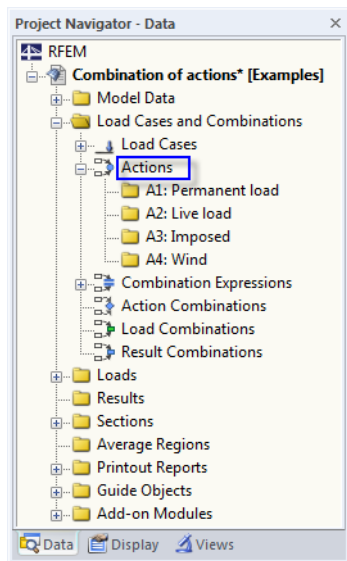 Project Navigator - Data
RFEM
Combination of actions* [Examples]
Model Data
Load Cases and Combinations
Load Cases
Actions
A1: Permanent load
A2: Live load
A3: Imposed
A4: Wind
Combination Expressions
Action Combinations
Load Combinations
Result Combinations
Loads
Results
Sections
Average Regions
Printout Reports
Guide Objects
Add-on Modules
Data Display Views